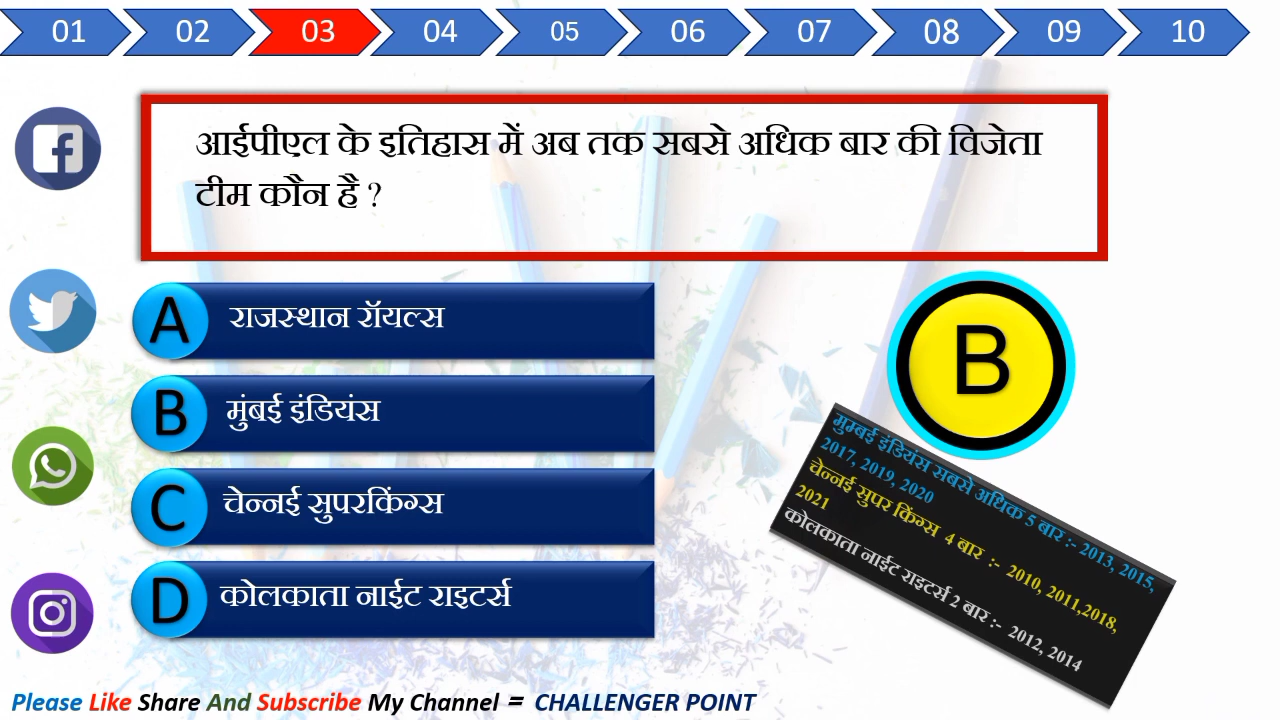 01 02 03 04 05 06 07 08 09 10
आईपीएल के इतिहास में अब तक सबसे अधिक बार की विजेता
टीम कौन है ?
A राजस्थान रॉयल्स
B मुंबई इंडियंस
C चेन्नई सुपरकिंग्स
D कोलकाता नाईट राइटर्स
B
मुम्बई इंडियंस सबसे अधिक 5 बार :- 2013, 2015,
2017, 2019, 2020
चेन्नई सुपर किंग्स 4 बार :- 2010, 2011,2018,
2021
कोलकाता नाईट राइटर्स 2 बार :- 2012, 2014
Please Like Share And Subscribe My Channel = CHALLENGER POINT